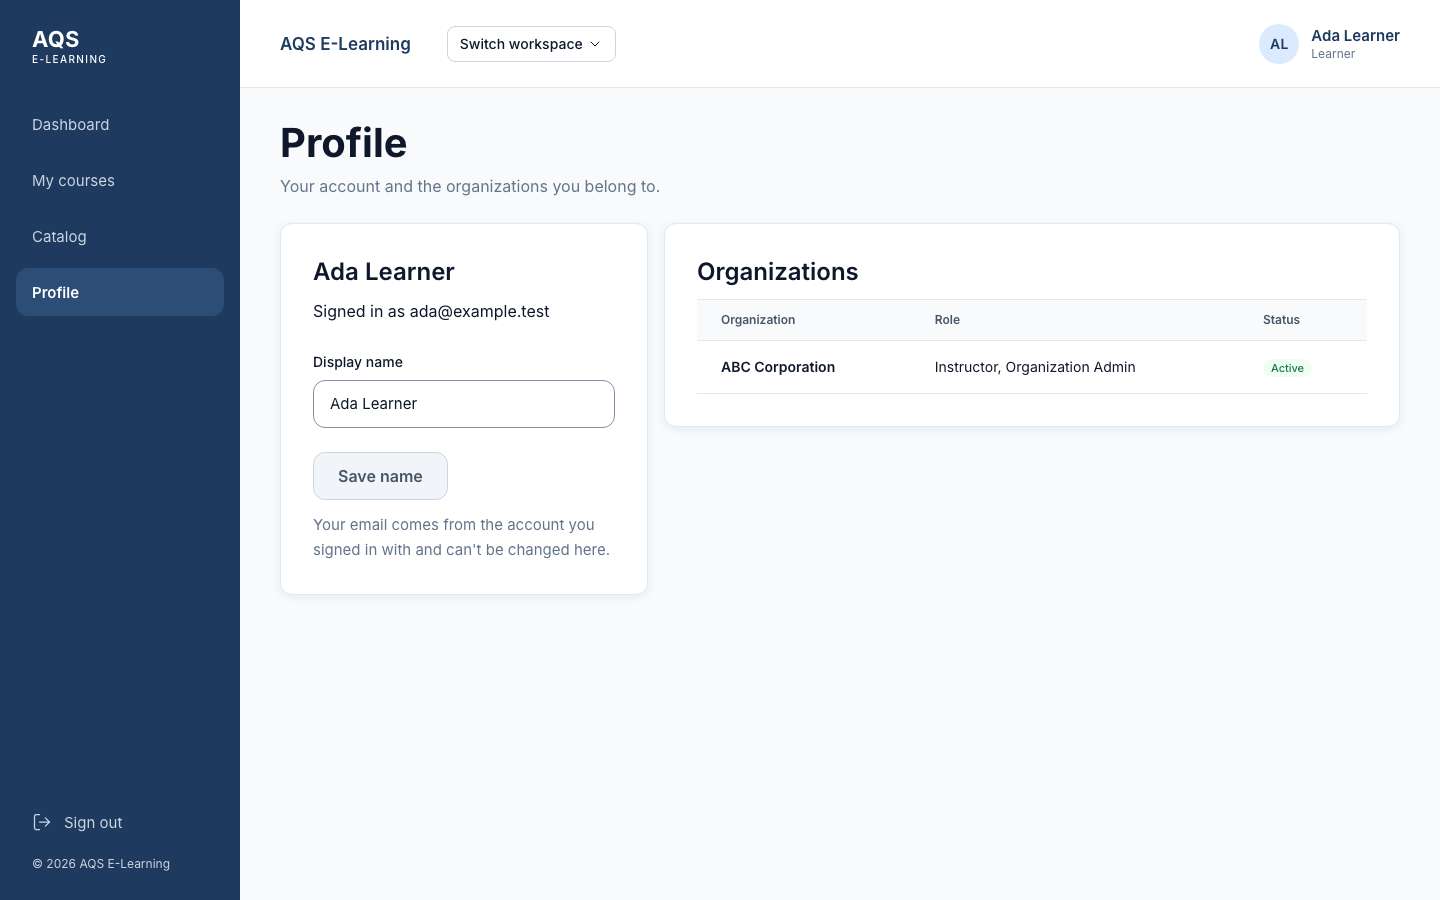 AQS
E-LEARNING
Dashboard
My courses
Catalog
Profile
Sign out
© 2026 AQS E-Learning
AQS E-Learning
Switch workspace
AL
Ada Learner
Learner
Profile
Your account and the organizations you belong to.
Ada Learner
Signed in as ada@example.test
Display name
Ada Learner
Save name
Your email comes from the account you
signed in with and can't be changed here.
Organizations
Organization Role Status
ABC Corporation Instructor, Organization Admin Active